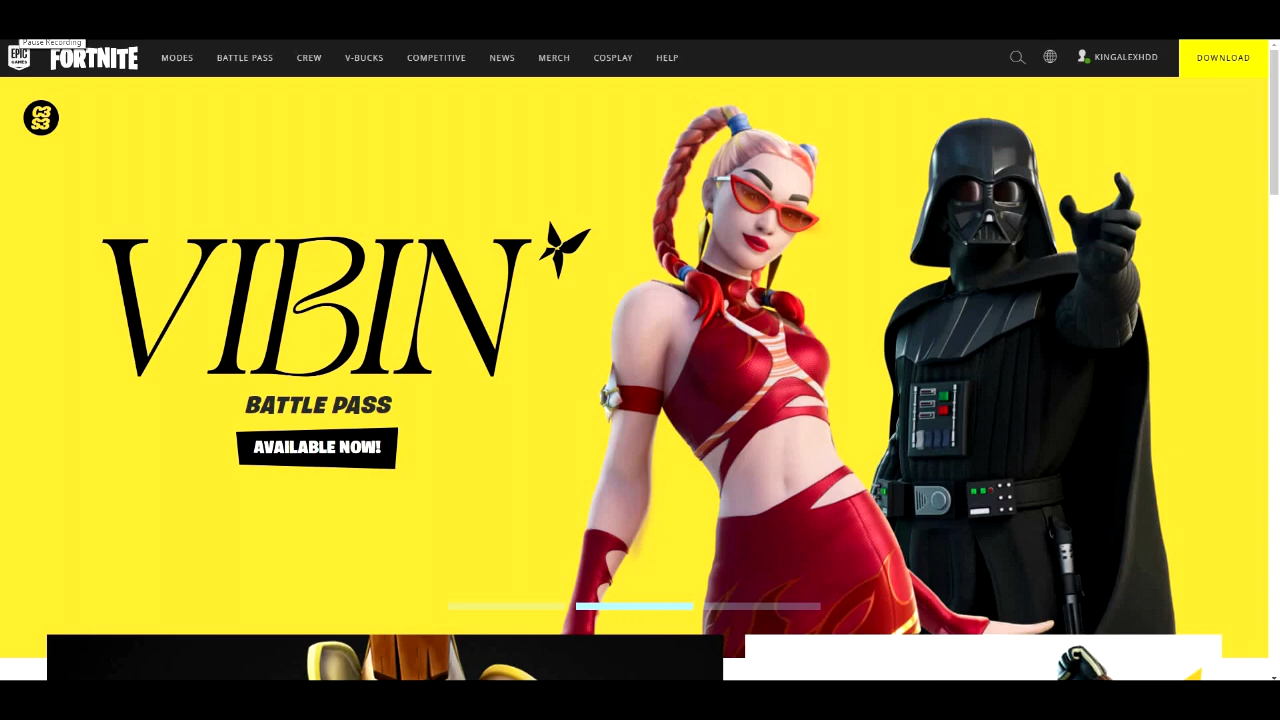 Pause Recording
EPIC
GAMES
FORTNITE
MODES
BATTLE PASS
CREW
V-BUCKS
COMPETITIVE
NEWS
MERCH
COSPLAY
HELP
KINGALEXHDD
DOWNLOAD
C3
S3
VIBIN
BATTLE PASS
AVAILABLE NOW!